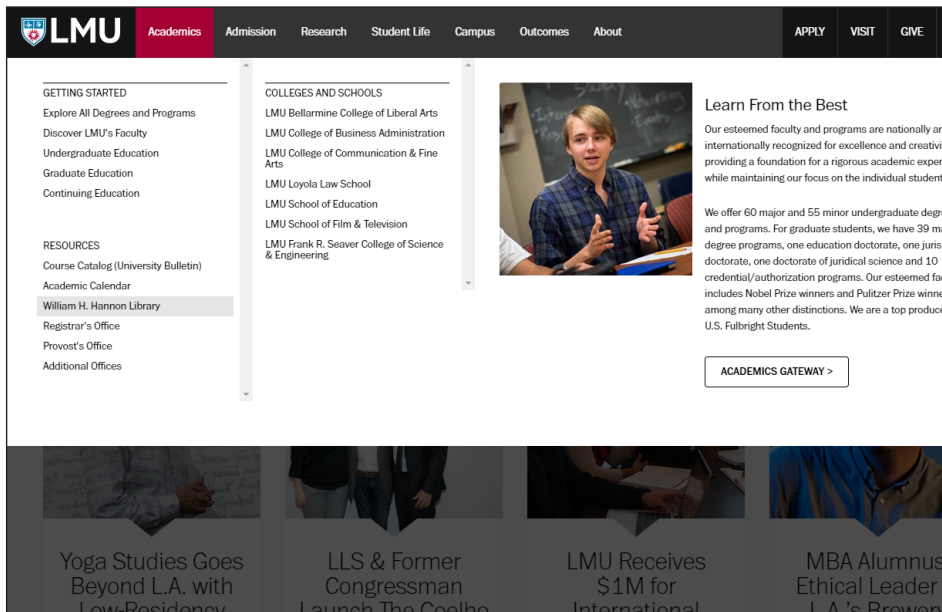 LMU
Academics
Admission
Research
Student Life
Campus
Outcomes
About
APPLY
VISIT
GIVE
GETTING STARTED
Explore All Degrees and Programs
Discover LMU's Faculty
Undergraduate Education
Graduate Education
Continuing Education
RESOURCES
Course Catalog (University Bulletin)
Academic Calendar
William H. Hannon Library
Registrar's Office
Provost's Office
Additional Offices
COLLEGES AND SCHOOLS
LMU Bellarmine College of Liberal Arts
LMU College of Business Administration
LMU College of Communication & Fine
Arts
LMU Loyola Law School
LMU School of Education
LMU School of Film & Television
LMU Frank R. Seaver College of Science
& Engineering
Learn From the Best
Our esteemed faculty and programs are nationally
internationally recognized for excellence and
providing a foundation for a rigorous academic
while maintaining our focus on the individual student
We offer 60 major and 55 minor undergraduate
and programs. For graduate students, we have 39
degree programs, one education doctorate, one
doctorate, one doctorate of juridical science and 10
credential/authorization programs. Our esteemed
includes Nobel Prize winners and Pulitzer Prize
among many other distinctions. We are a top
U.S. Fulbright Students.
ACADEMICS GATEWAY >
Yoga Studies Goes
Beyond L.A. with
Low-Residency
LLS & Former
Congressman
Launch The Coelho
LMU Receives
$1M for
International
MBA Alumnus
Ethical Leader
L.A.'s Brewery